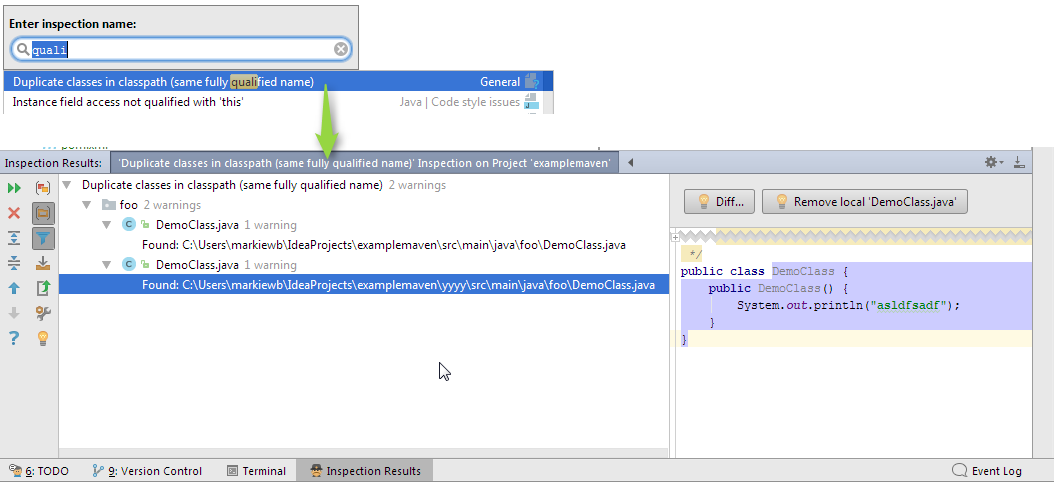 Enter inspection name:
quali
Duplicate classes in classpath (same fully qualified name) General
Instance field access not qualified with 'this' Java | Code style issues
Inspection Results: 'Duplicate classes in classpath (same fully qualified name)' Inspection on Project 'examplemaven'
Duplicate classes in classpath (same fully qualified name) 2 warnings
foo 2 warnings
DemoClass.java 1 warning
Found: C:\Users\markiewb\IdeaProjects\examplemaven\src\main\java\foo\DemoClass.java
DemoClass.java 1 warning
Found: C:\Users\markiewb\IdeaProjects\examplemaven\yyyy\src\main\java\foo\DemoClass.java
Diff... Remove local 'DemoClass.java'
*/
public class DemoClass {
public DemoClass() {
System.out.println("asldfsadf");
}
}
6: TODO 9: Version Control Terminal Inspection Results Event Log